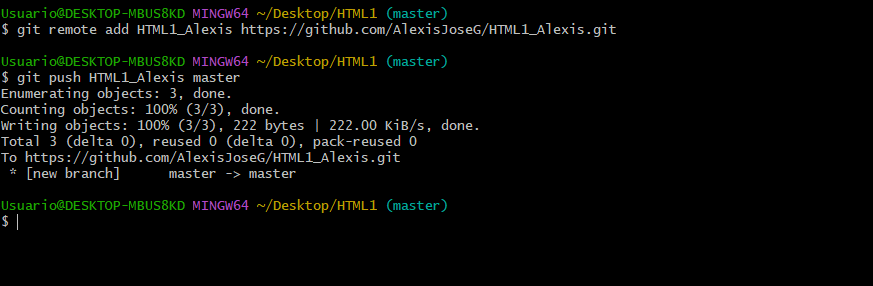 Usuario@DESKTOP-MBUS8KD MINGW64 ~/Desktop/HTML1 (master)
$ git remote add HTML1_Alexis https://github.com/AlexisJoseG/HTML1_Alexis.git
Usuario@DESKTOP-MBUS8KD MINGW64 ~/Desktop/HTML1 (master)
$ git push HTML1_Alexis master
Enumerating objects: 3, done.
Counting objects: 100% (3/3), done.
Writing objects: 100% (3/3), 222 bytes | 222.00 KiB/s, done.
Total 3 (delta 0), reused 0 (delta 0), pack-reused 0
To https://github.com/AlexisJoseG/HTML1_Alexis.git
 * [new branch]      master -> master
Usuario@DESKTOP-MBUS8KD MINGW64 ~/Desktop/HTML1 (master)
$